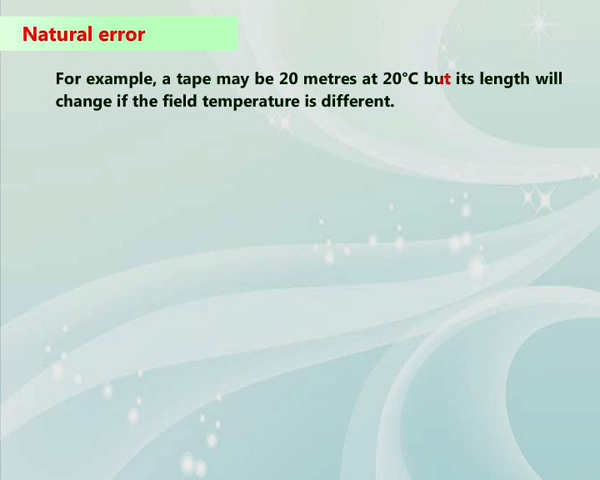 Natural error
For example, a tape may be 20 metres at 20°C but its length will
change if the field temperature is different.